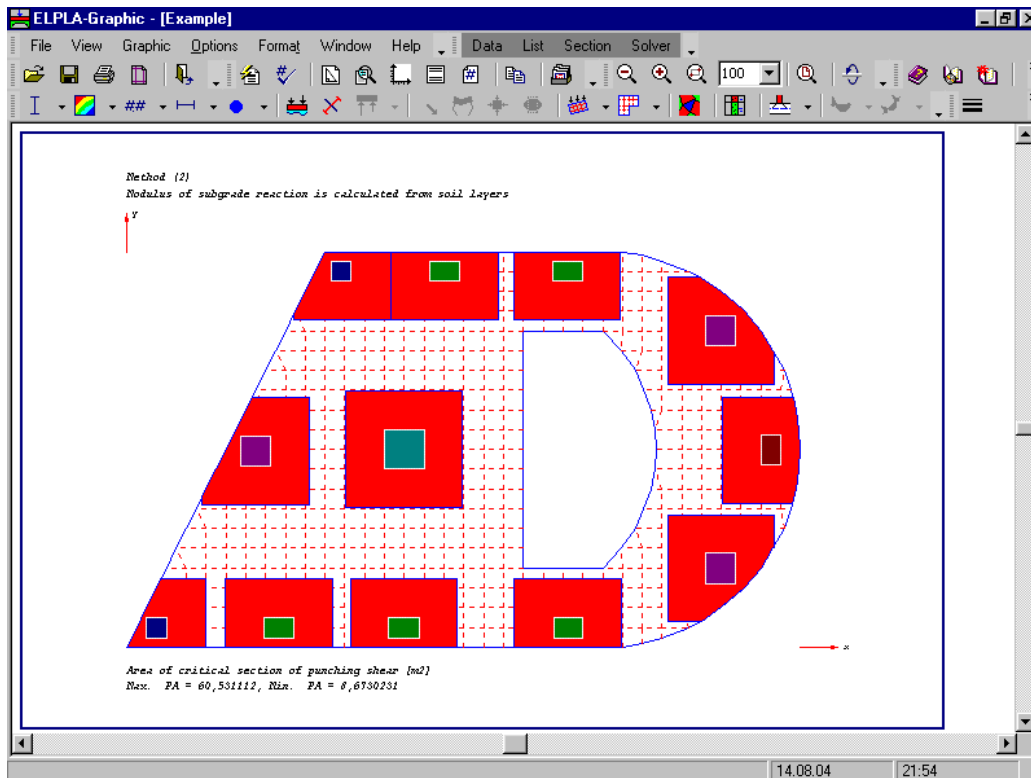 ELPLA-Graphic - [Example]
File View Graphic Options Format Window Help Data List Section Solver
100
##
Method (2)
Modulus of subgrade reaction is calculated from soil layers
Y
x
Area of critical section of punching shear [m2]
Max. PA = 60,531112, Min. PA = 8,6730231
14.08.04 21:54